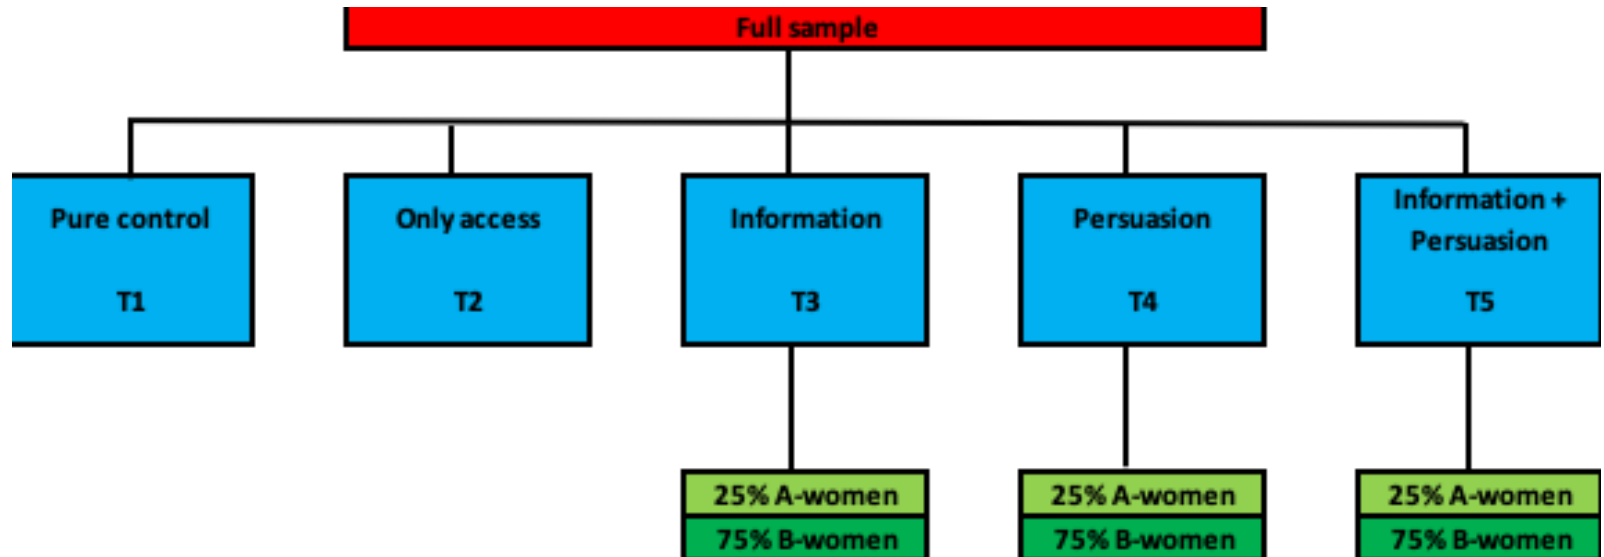 Full sample
Pure control
T1
Only access
T2
Information
T3
Persuasion
T4
Information +
Persuasion
T5
25% A-women
75% B-women
25% A-women
75% B-women
25% A-women
75% B-women